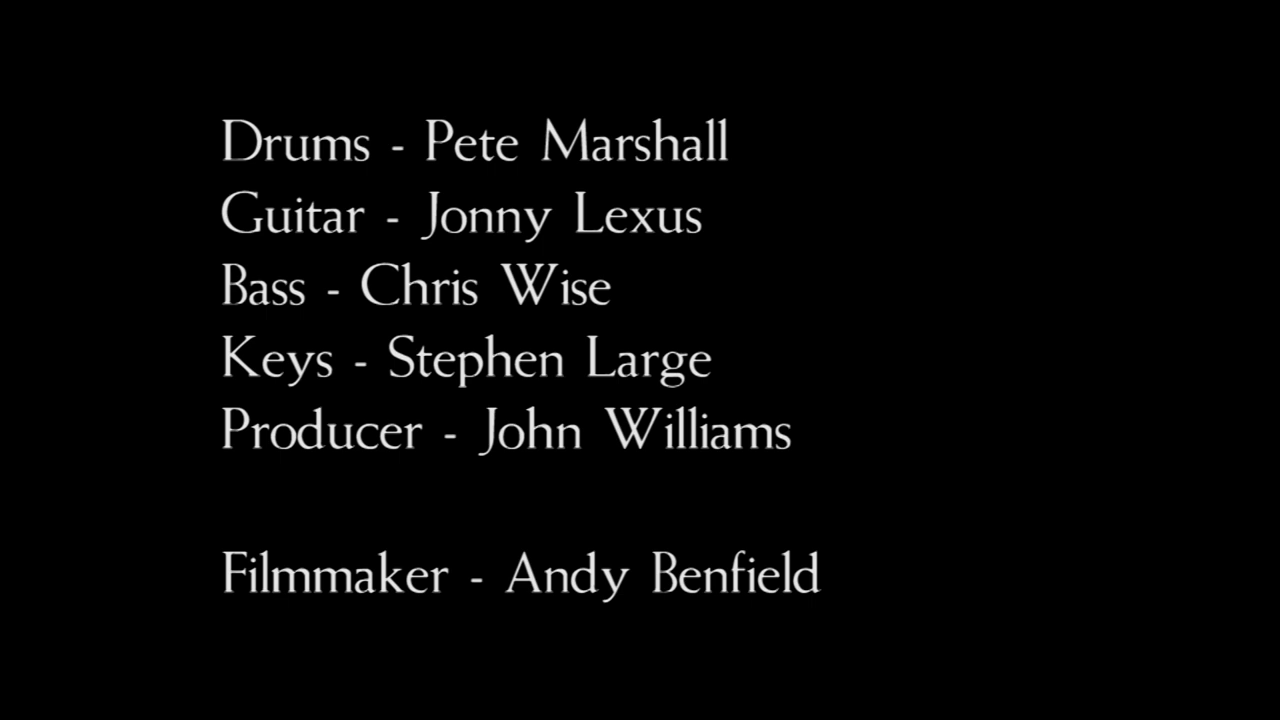 Drums - Pete Marshall
Guitar - Jonny Lexus
Bass - Chris Wise
Keys - Stephen Large
Producer - John Williams
Filmmaker - Andy Benfield